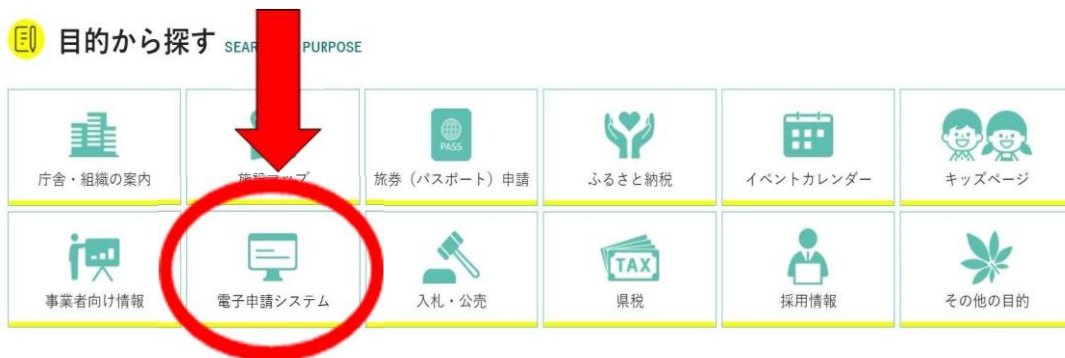 目的から探す SEAR PURPOSE
庁舎・組織の案内
施設マップ
PASS
旅券（パスポート）申請
ふるさと納税
イベントカレンダー
キッズページ
事業者向け情報
電子申請システム
入札・公売
TAX
県税
採用情報
その他の目的